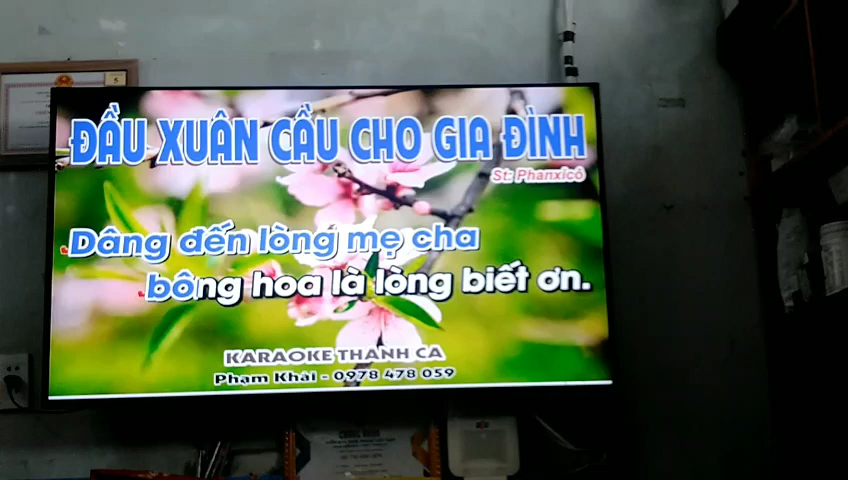 5
ĐẦU XUÂN CẦU CHO GIA ĐÌNH
St: Phanxicô
Dâng đến lòng mẹ cha
bông hoa là lòng biết ơn.
KARAOKE THANH CA
Phạm Khải - 0978 478 059